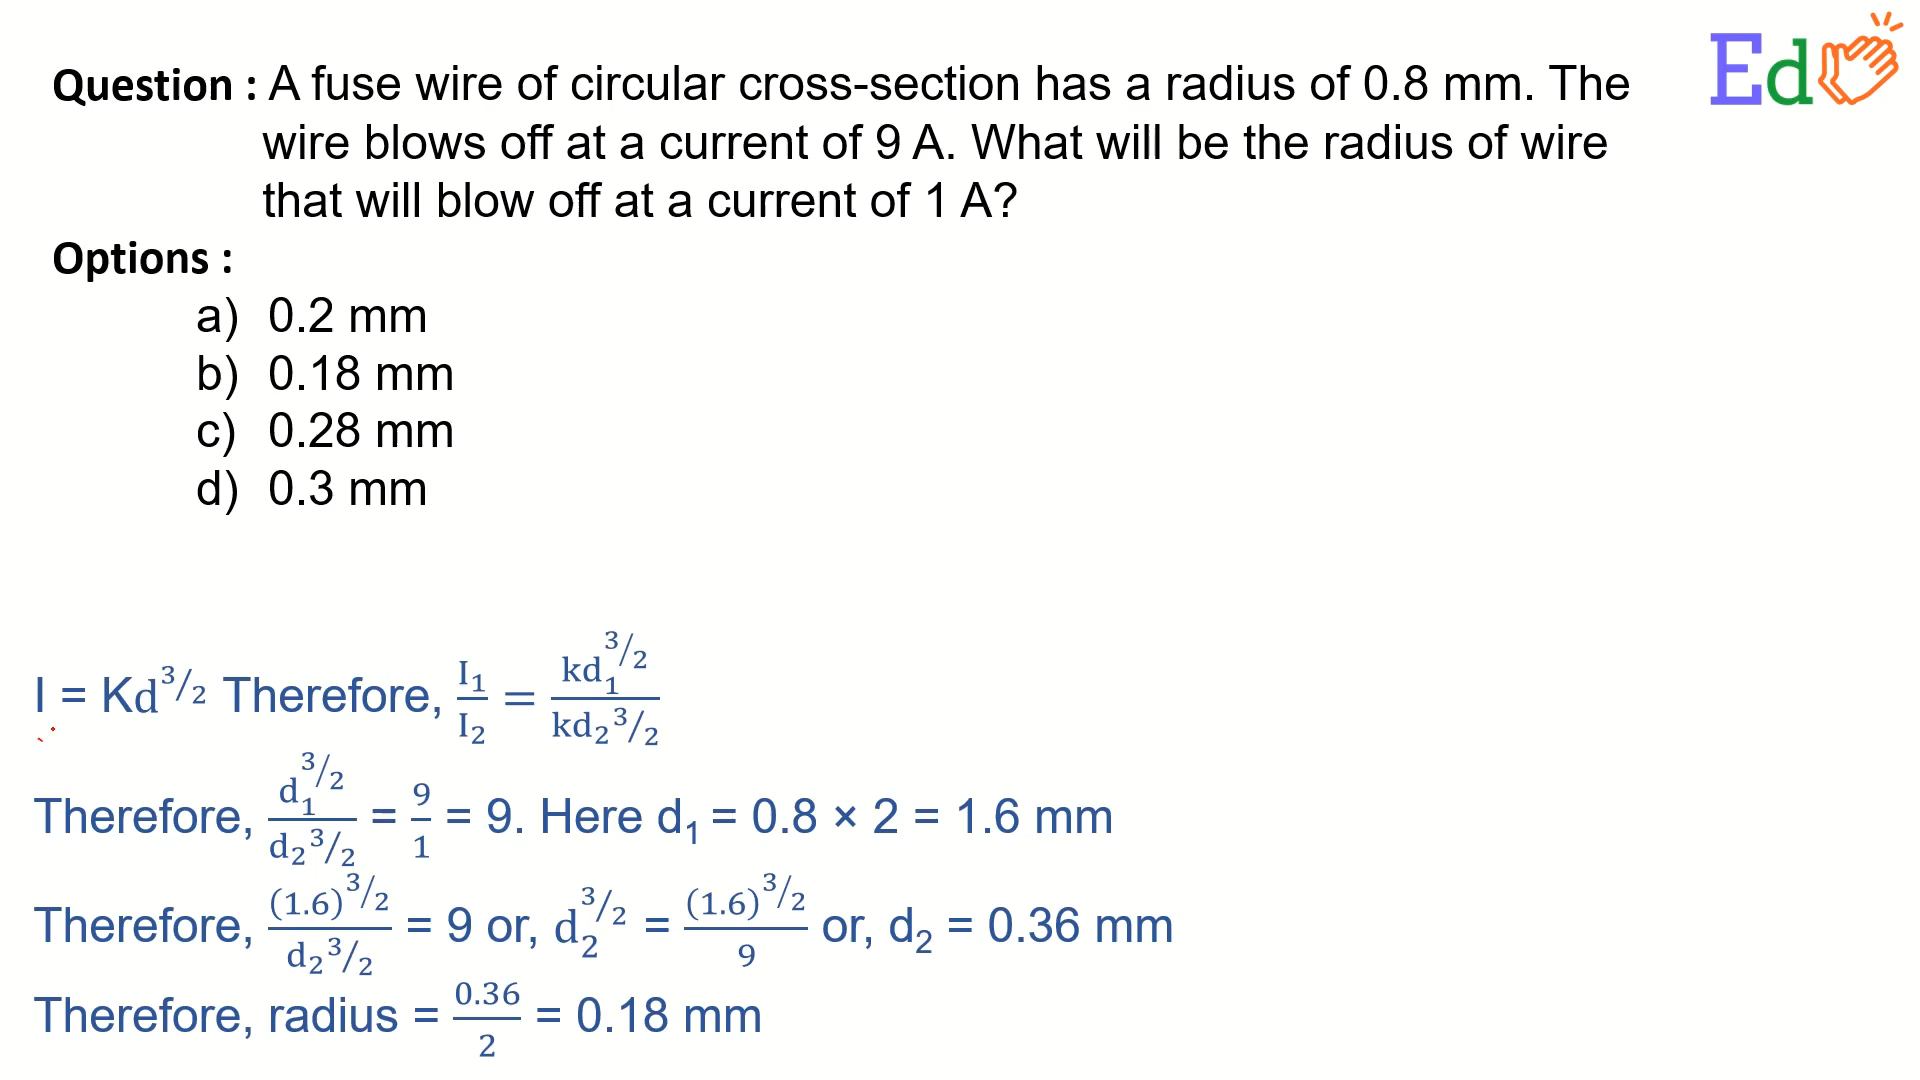 Ed
Question : A fuse wire of circular cross-section has a radius of 0.8 mm. The
wire blows off at a current of 9 A. What will be the radius of wire
that will blow off at a current of 1 A?
Options :
a) 0.2 mm
b) 0.18 mm
c) 0.28 mm
d) 0.3 mm
I = Kd^(3/2) Therefore, I₁/I₂ = kd₁^(3/2)/kd₂^(3/2)
Therefore, d₁^(3/2)/d₂^(3/2) = 9/1 = 9. Here d₁ = 0.8 × 2 = 1.6 mm
Therefore, (1.6)^(3/2)/d₂^(3/2) = 9 or, d₂^(3/2) = (1.6)^(3/2)/9 or, d₂ = 0.36 mm
Therefore, radius = 0.36/2 = 0.18 mm